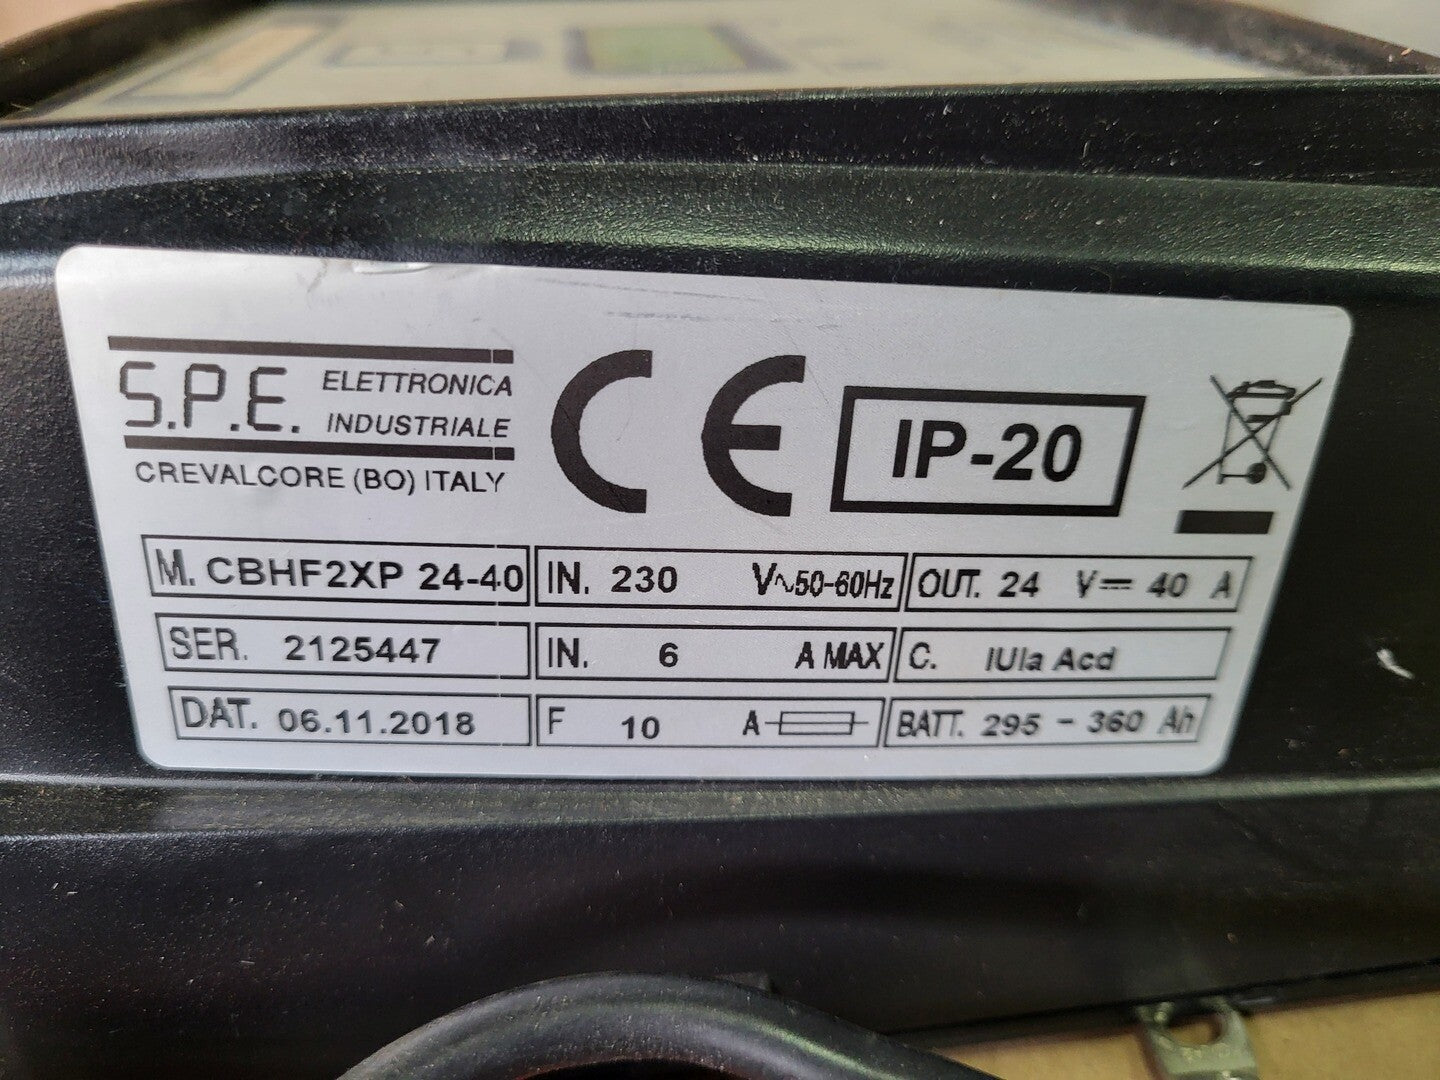 S.P.E. ELETTRONICA
INDUSTRIALE
CREVALCORE (BO) ITALY
CE
IP-20
M. CBHF2XP 24-40 IN. 230 V∿50-60Hz OUT. 24 V⎓ 40 A
SER. 2125447 IN. 6 A MAX C. IUIa Acd
DAT. 06.11.2018 F 10 A BATT. 295 - 360 Ah